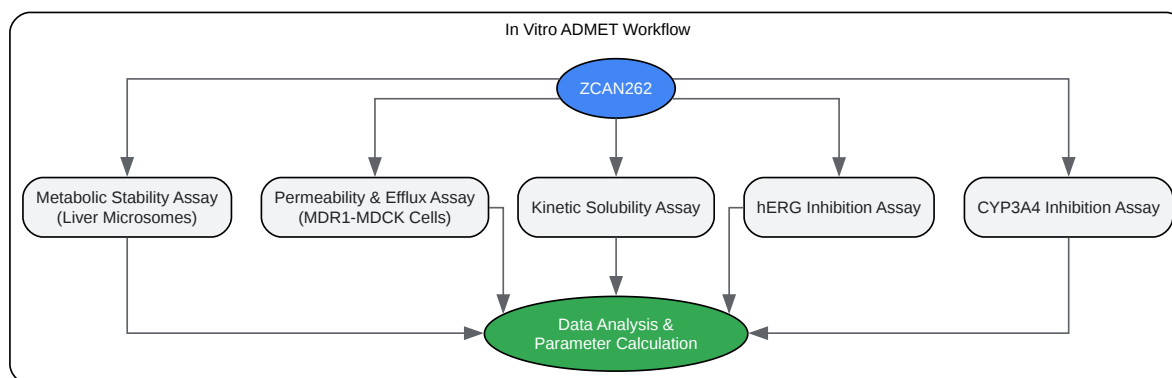 In Vitro ADMET Workflow
ZCAN262
Metabolic Stability Assay
(Liver Microsomes)
Permeability & Efflux Assay
(MDR1-MDCK Cells)
Kinetic Solubility Assay
hERG Inhibition Assay
CYP3A4 Inhibition Assay
Data Analysis &
Parameter Calculation